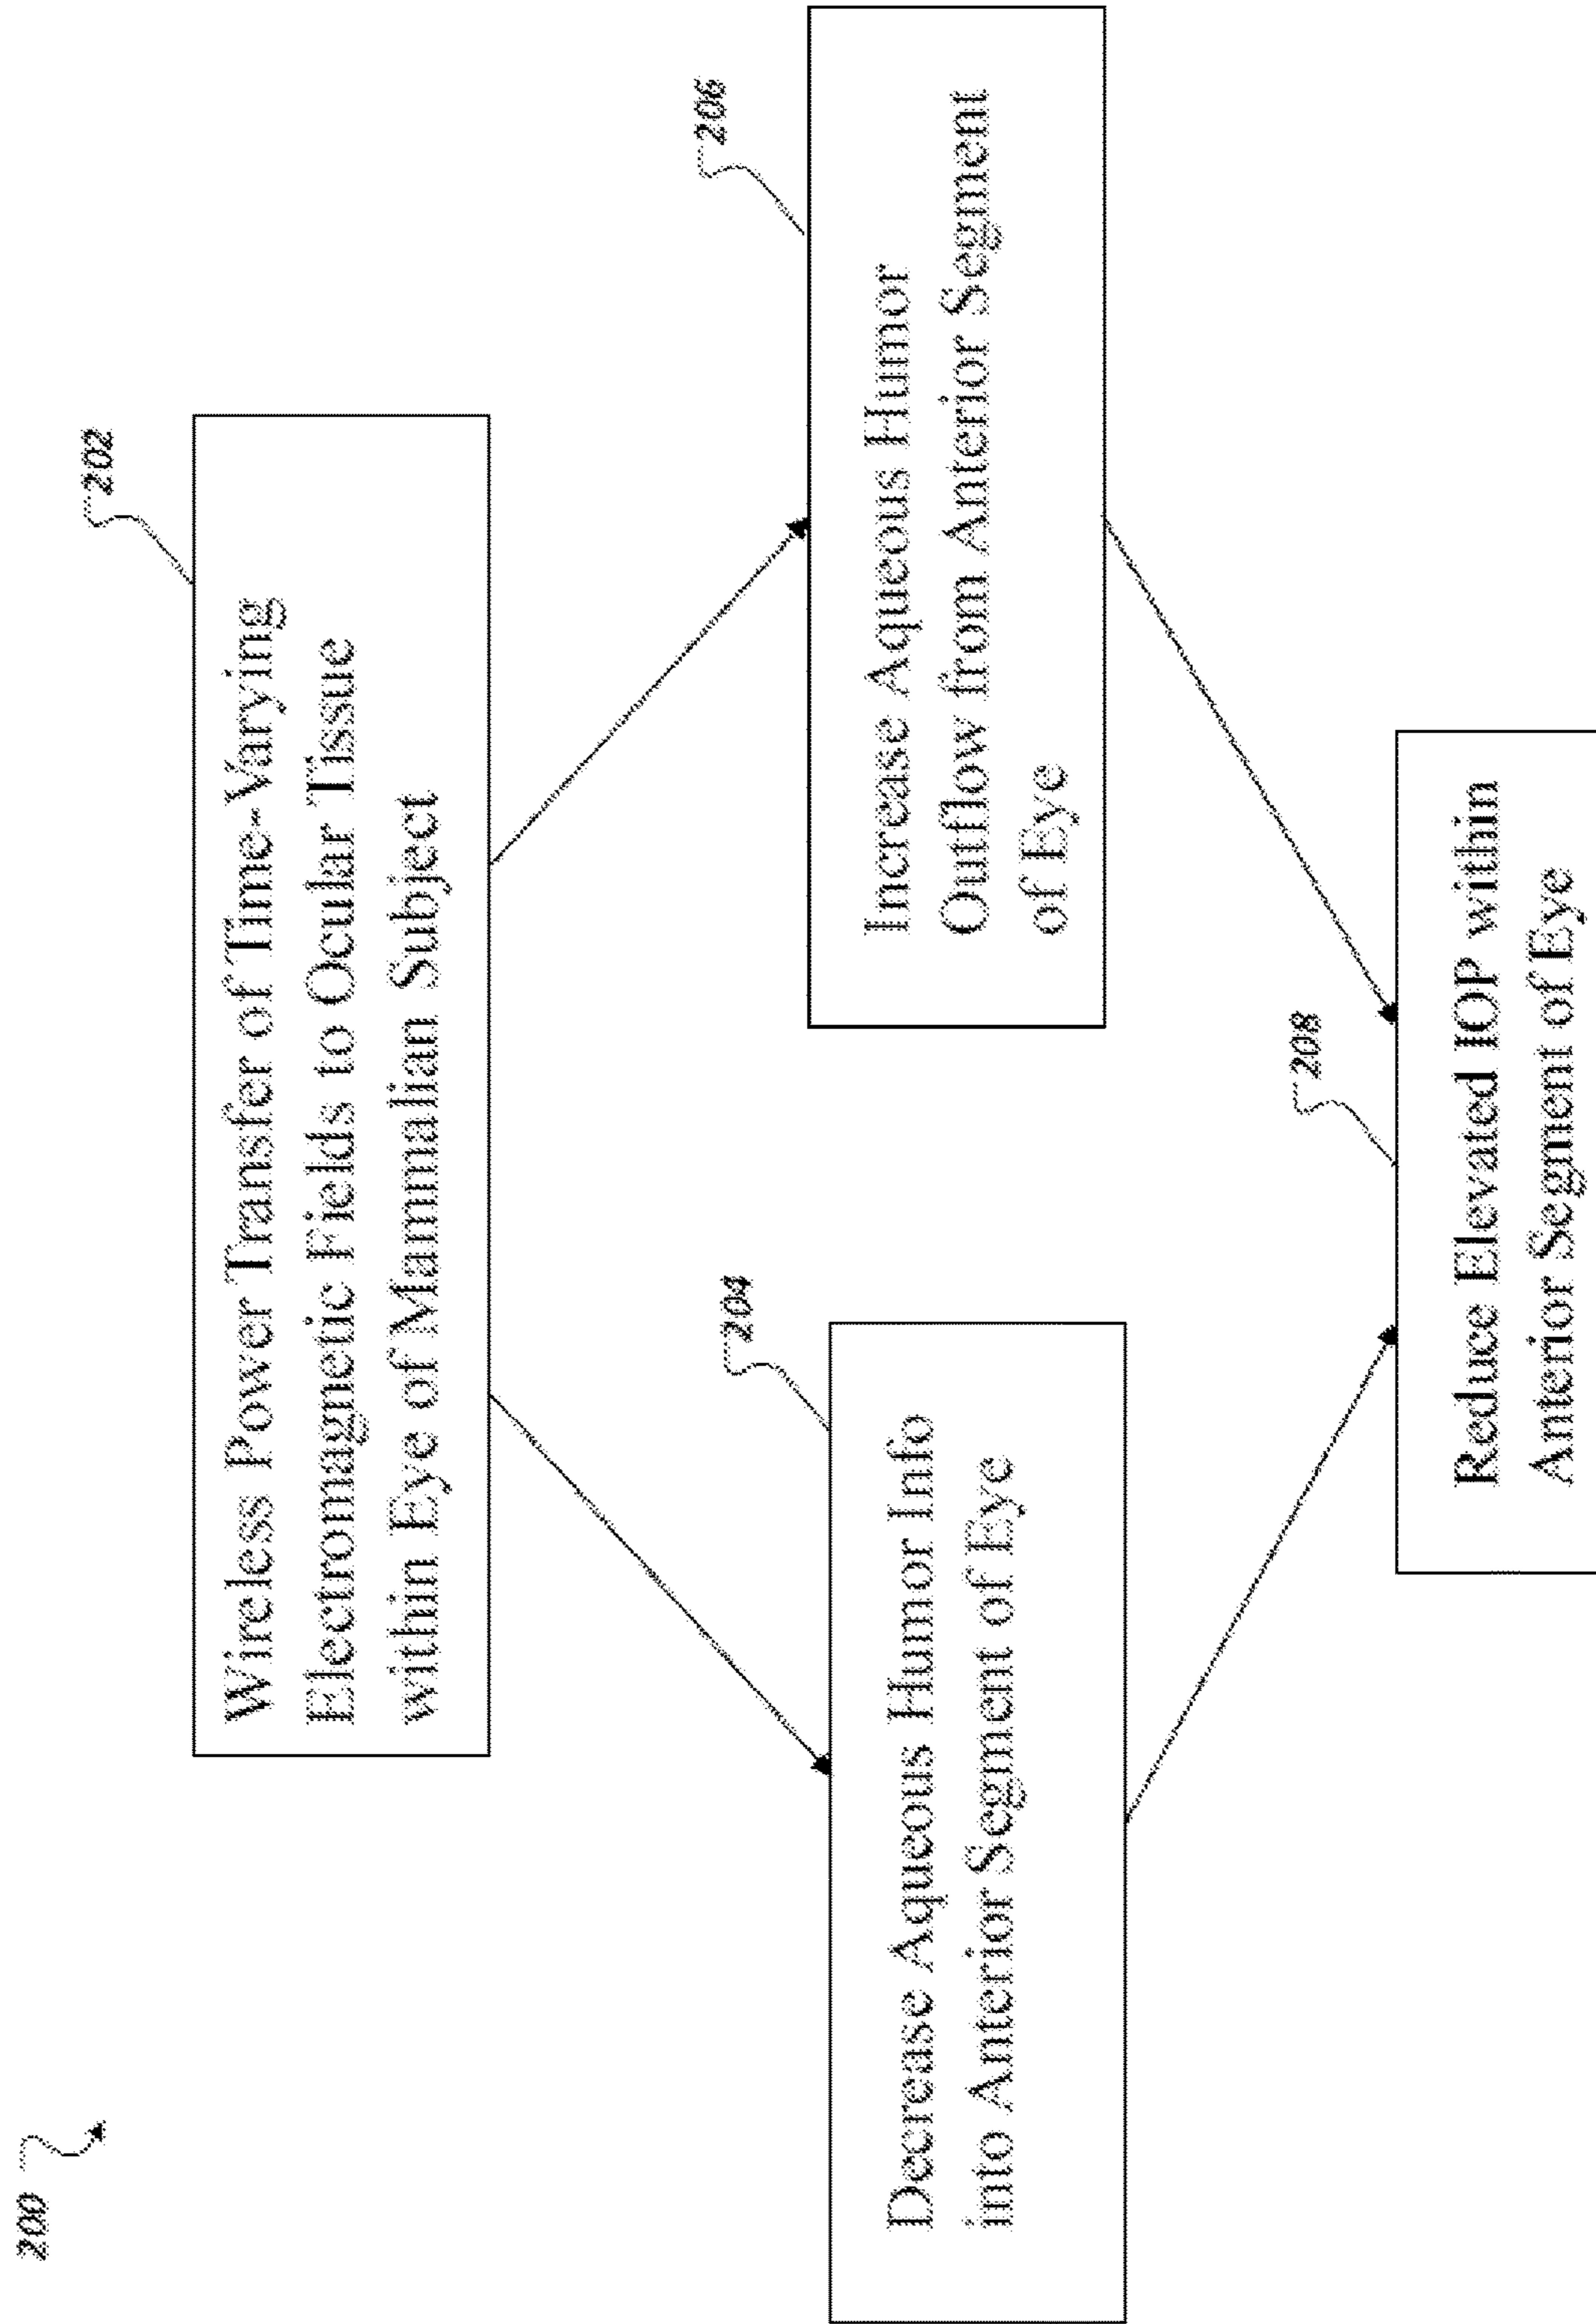 200
202
Wireless Power Transfer of Time-Varying
Electromagnetic Fields to Ocular Tissue
within Eye of Mammalian Subject
204
Decrease Aqueous Humor Info
into Anterior Segment of Eye
206
Increase Aqueous Humor
Outflow from Anterior Segment
of Eye
208
Reduce Elevated IOP within
Anterior Segment of Eye